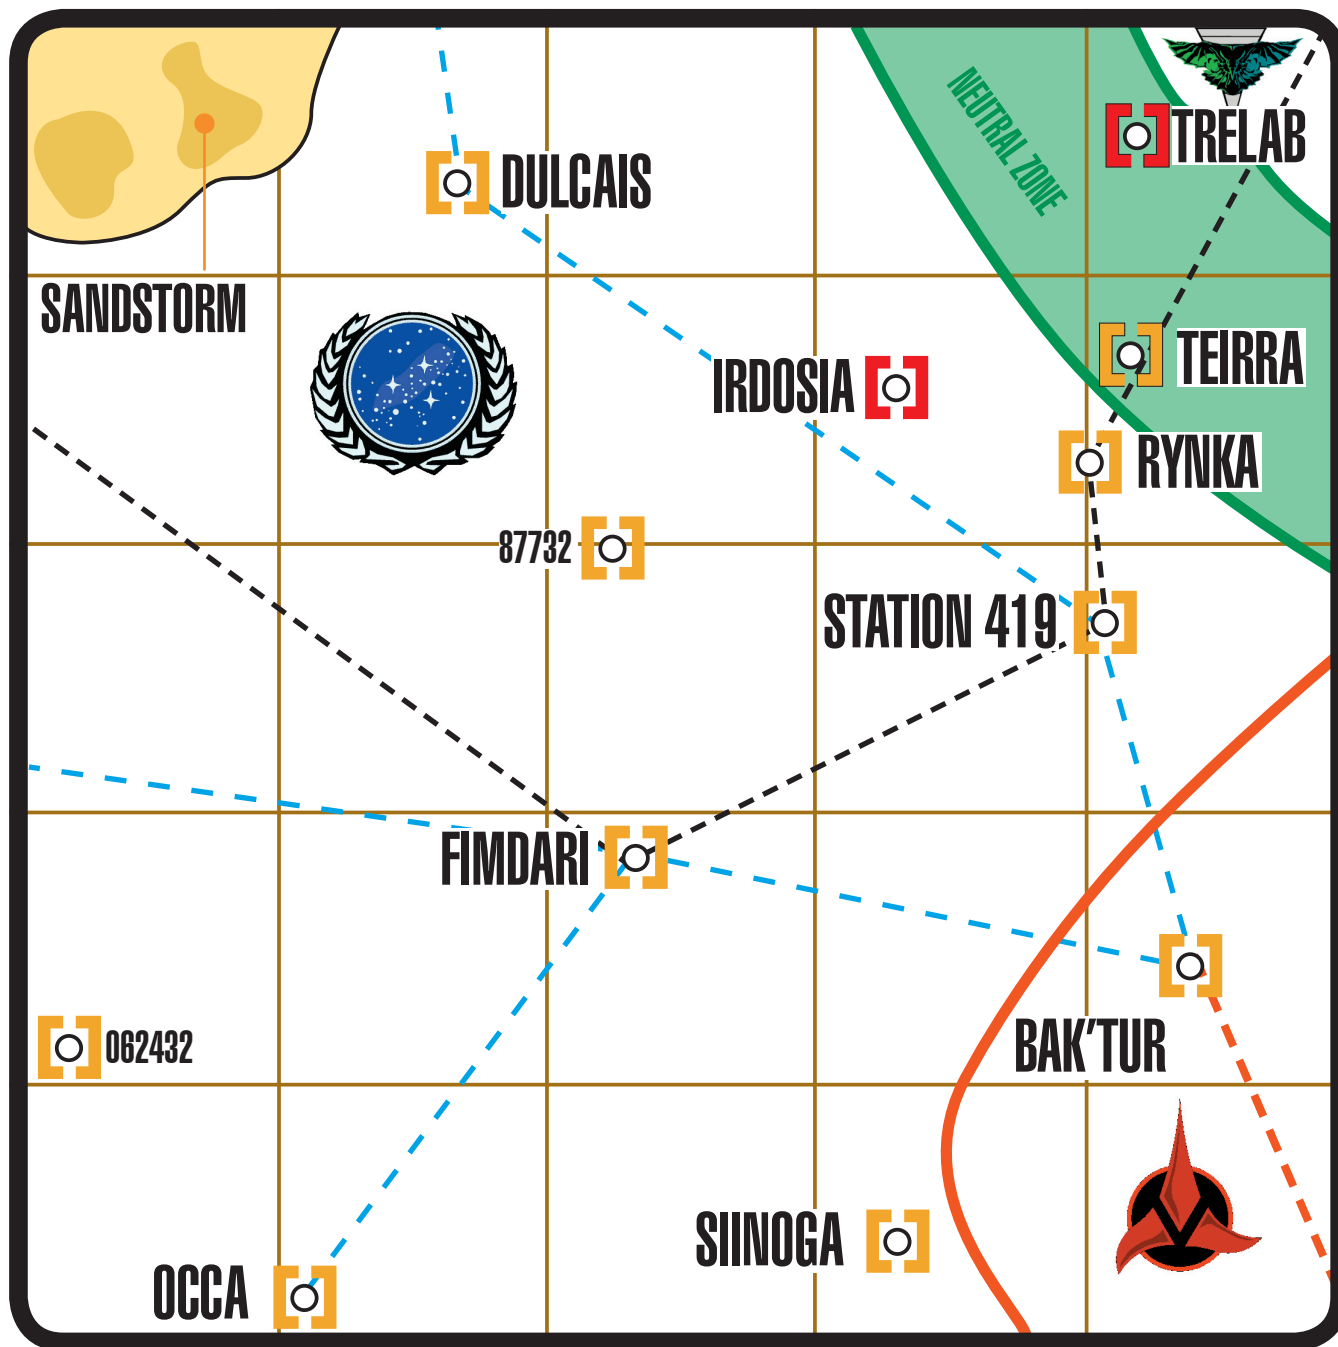 NEUTRAL ZONE
TRELAB
DULCAIS
SANDSTORM
IRDOSIA
TEIRRA
RYNKA
87732
STATION 419
FIMDARI
062432
BAK'TUR
SIINOGA
OCCA